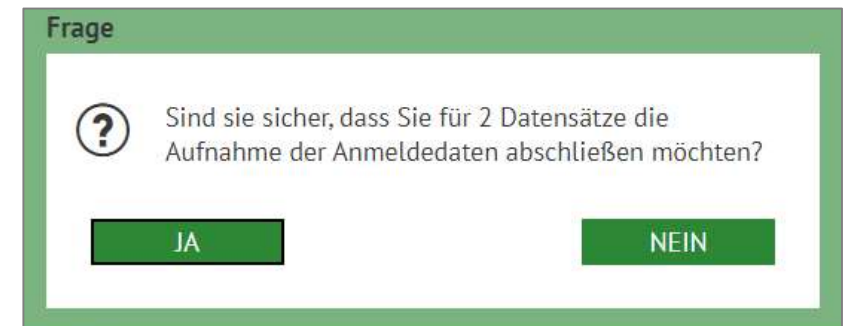 Frage
Sind sie sicher, dass Sie für 2 Datensätze die
Aufnahme der Anmeldedaten abschließen möchten?
JA NEIN